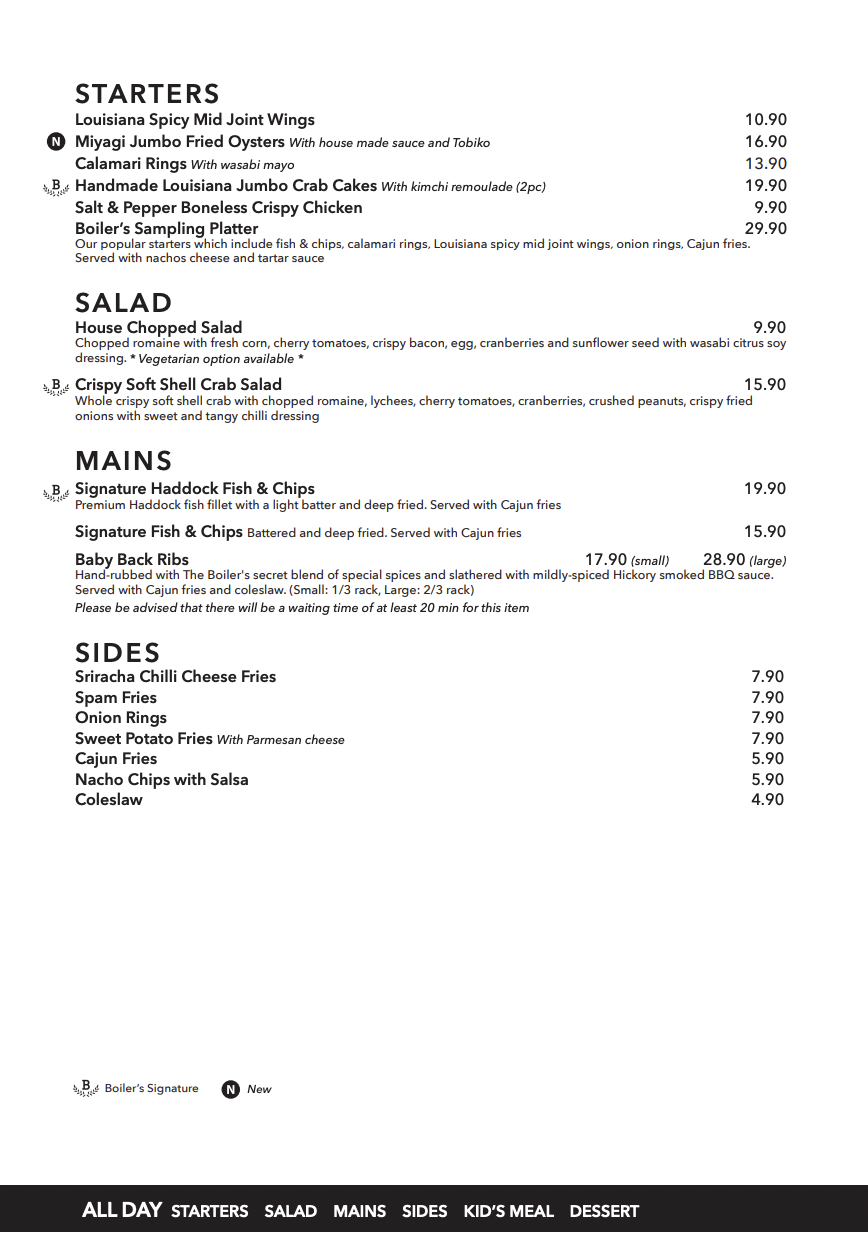 STARTERS
Louisiana Spicy Mid Joint Wings 10.90
N Miyagi Jumbo Fried Oysters With house made sauce and Tobiko 16.90
Calamari Rings With wasabi mayo 13.90
B Handmade Louisiana Jumbo Crab Cakes With kimchi remoulade (2pc) 19.90
Salt & Pepper Boneless Crispy Chicken 9.90
Boiler’s Sampling Platter 29.90
Our popular starters which include fish & chips, calamari rings, Louisiana spicy mid joint wings, onion rings, Cajun fries.
Served with nachos cheese and tartar sauce
SALAD
House Chopped Salad 9.90
Chopped romaine with fresh corn, cherry tomatoes, crispy bacon, egg, cranberries and sunflower seed with wasabi citrus soy
dressing. * Vegetarian option available *
B Crispy Soft Shell Crab Salad 15.90
Whole crispy soft shell crab with chopped romaine, lychees, cherry tomatoes, cranberries, crushed peanuts, crispy fried
onions with sweet and tangy chilli dressing
MAINS
B Signature Haddock Fish & Chips 19.90
Premium Haddock fish fillet with a light batter and deep fried. Served with Cajun fries
Signature Fish & Chips Battered and deep fried. Served with Cajun fries 15.90
Baby Back Ribs 17.90 (small) 28.90 (large)
Hand-rubbed with The Boiler's secret blend of special spices and slathered with mildly-spiced Hickory smoked BBQ sauce.
Served with Cajun fries and coleslaw. (Small: 1/3 rack, Large: 2/3 rack)
Please be advised that there will be a waiting time of at least 20 min for this item
SIDES
Sriracha Chilli Cheese Fries 7.90
Spam Fries 7.90
Onion Rings 7.90
Sweet Potato Fries With Parmesan cheese 7.90
Cajun Fries 5.90
Nacho Chips with Salsa 5.90
Coleslaw 4.90
B Boiler’s Signature N New
ALL DAY STARTERS SALAD MAINS SIDES KID’S MEAL DESSERT